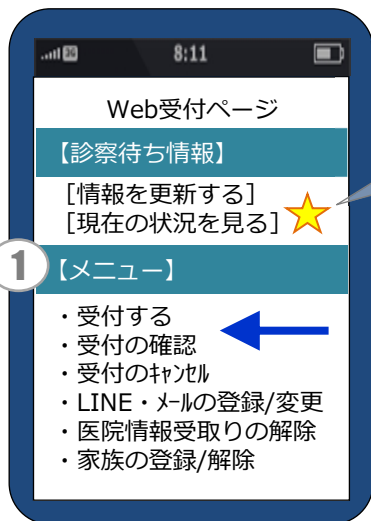 3G 8:11
Web受付ページ
【診察待ち情報】
[情報を更新する]
[現在の状況を見る]
1
【メニュー】
・受付する
・受付の確認
・受付のｷｬﾝｾﾙ
・LINE・ﾒｰﾙの登録/変更
・医院情報受取りの解除
・家族の登録/解除